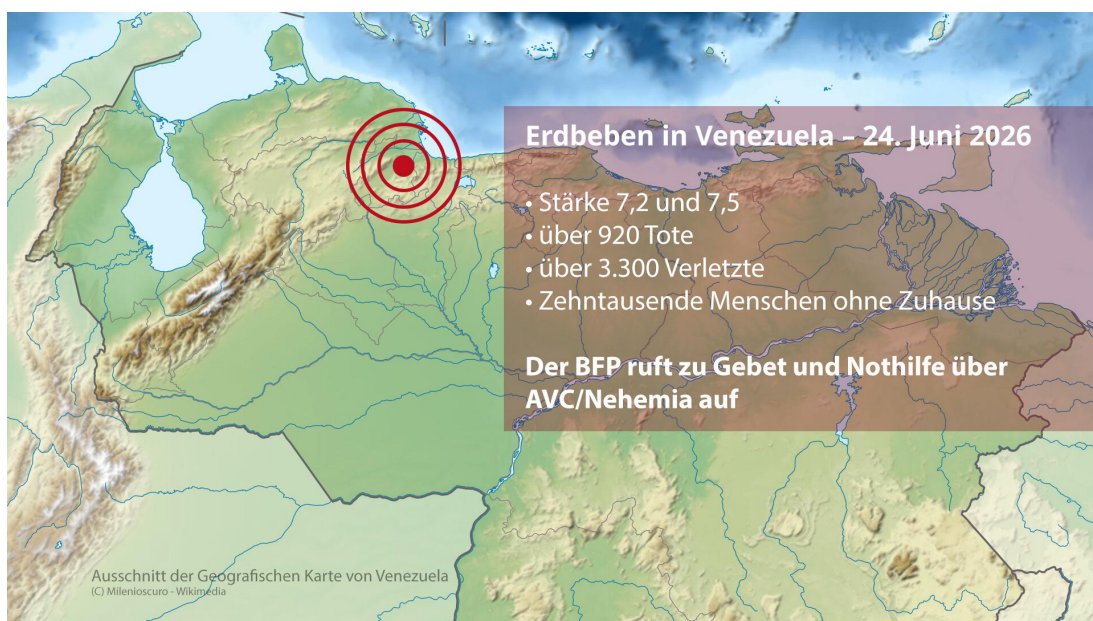 Erdbeben in Venezuela – 24. Juni 2026
• Stärke 7,2 und 7,5
• über 920 Tote
• über 3.300 Verletzte
• Zehntausende Menschen ohne Zuhause
Der BFP ruft zu Gebet und Nothilfe über
AVC/Nehemia auf
Ausschnitt der Geografischen Karte von Venezuela
(C) Milenioscuro - Wikimedia